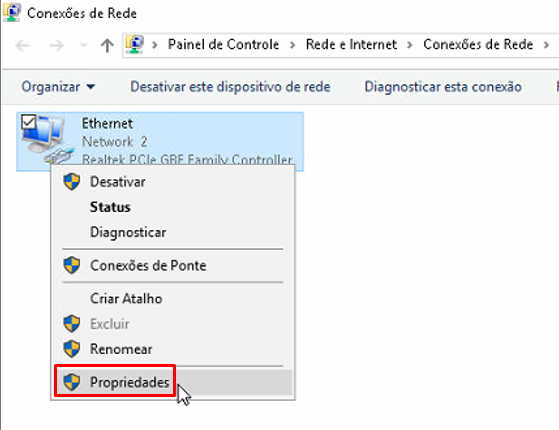 Conexões de Rede
Painel de Controle > Rede e Internet > Conexões de Rede >
Organizar Desativar este dispositivo de rede Diagnosticar esta conexão
Ethernet
Network 2
Realtek PCIe GBE Family Controller
Desativar
Status
Diagnosticar
Conexões de Ponte
Criar Atalho
Excluir
Renomear
Propriedades